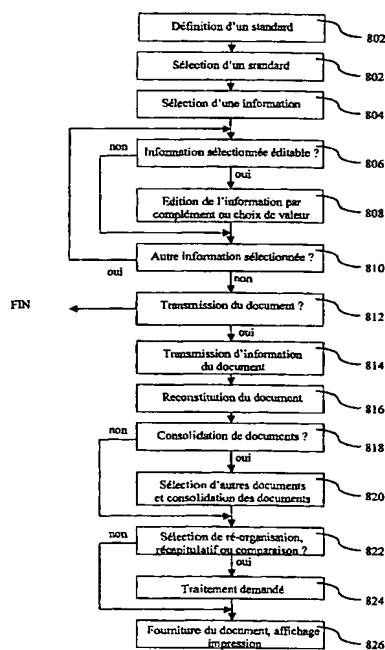 Définition d'un standard
802
Sélection d'un standard
802
Sélection d'une information
804
non
Information sélectionnée éditable ?
806
oui
Edition de l'information par
complément ou choix de valeur
808
Autre information sélectionnée ?
810
oui
non
FIN
Transmission du document ?
812
oui
Transmission d'information
du document
814
Reconstitution du document
816
non
Consolidation de documents ?
818
oui
Sélection d'autres documents
et consolidation des documents
820
non
Sélection de ré-organisation,
récapitulatif ou comparaison ?
822
oui
Traitement demandé
824
Fourniture du document, affichage
impression
826